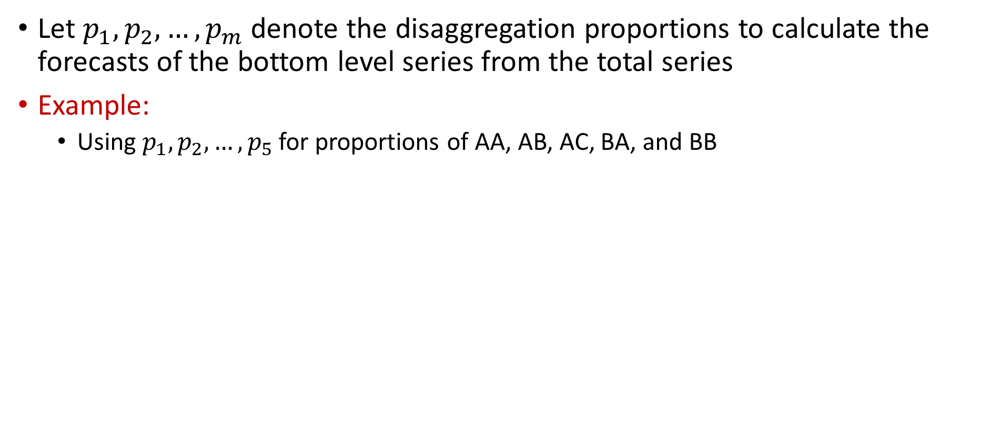 • Let p₁, p₂, … , pₘ denote the disaggregation proportions to calculate the
forecasts of the bottom level series from the total series
• Example:
• Using p₁, p₂, … , p₅ for proportions of AA, AB, AC, BA, and BB